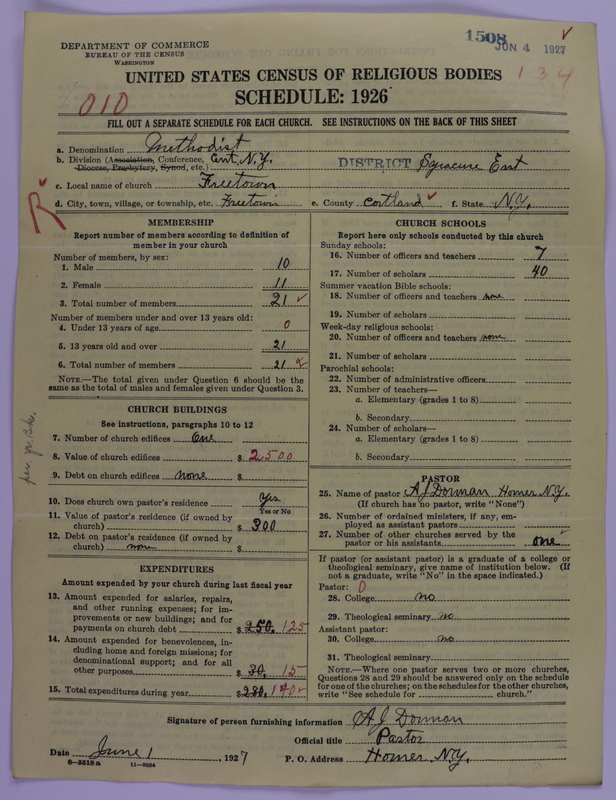 1508
JUN 4 1927
DEPARTMENT OF COMMERCE
BUREAU OF THE CENSUS
WASHINGTON
UNITED STATES CENSUS OF RELIGIOUS BODIES
134
SCHEDULE: 1926
010
FILL OUT A SEPARATE SCHEDULE FOR EACH CHURCH. SEE INSTRUCTIONS ON THE BACK OF THIS SHEET
a. Denomination Methodist
b. Division (Association, Conference, Cent. N.Y. DISTRICT Syracuse East
Diocese, Presbytery, Synod, etc.)
c. Local name of church Freetown
d. City, town, village, or township, etc. Freetown e. County Cortland f. State N.Y.
R
MEMBERSHIP
Report number of members according to definition of
member in your church
Number of members, by sex:
1. Male 10
2. Female 11
3. Total number of members 21
Number of members under and over 13 years old:
4. Under 13 years of age 0
5. 13 years old and over 21
6. Total number of members 21
NOTE.—The total given under Question 6 should be the
same as the total of males and females given under Question 3.
CHURCH BUILDINGS
See instructions, paragraphs 10 to 12
7. Number of church edifices One
8. Value of church edifices $ 2500
9. Debt on church edifices none $
10. Does church own pastor's residence Yes
Yes or No
11. Value of pastor's residence (if owned by
church) $ 300
12. Debt on pastor's residence (if owned by
church) none $
EXPENDITURES
Amount expended by your church during last fiscal year
13. Amount expended for salaries, repairs,
and other running expenses; for im-
provements or new buildings; and for
payments on church debt $ 250. 125
14. Amount expended for benevolences, in-
cluding home and foreign missions; for
denominational support; and for all
other purposes $ 30. 15
15. Total expenditures during year $ 280. 140
CHURCH SCHOOLS
Report here only schools conducted by this church
Sunday schools:
16. Number of officers and teachers 7
17. Number of scholars 40
Summer vacation Bible schools:
18. Number of officers and teachers none
19. Number of scholars
Week-day religious schools:
20. Number of officers and teachers none
21. Number of scholars
Parochial schools:
22. Number of administrative officers
23. Number of teachers—
a. Elementary (grades 1 to 8)
b. Secondary
24. Number of scholars—
a. Elementary (grades 1 to 8)
b. Secondary
PASTOR
25. Name of pastor A J Dorman Homer N.Y.
(If church has no pastor, write "None")
26. Number of ordained ministers, if any, em-
ployed as assistant pastors
27. Number of other churches served by the
pastor or his assistants one
If pastor (or assistant pastor) is a graduate of a college or
theological seminary, give name of institution below. (If
not a graduate, write "No" in the space indicated.)
Pastor: 0
28. College no
29. Theological seminary no
Assistant pastor:
30. College no
31. Theological seminary
NOTE.—Where one pastor serves two or more churches,
Questions 28 and 29 should be answered only on the schedule
for one of the churches; on the schedules for the other churches,
write "See schedule for church."
Signature of person furnishing information A J Dorman
Official title Pastor
Date June 1, 1927 P. O. Address Homer N.Y.
8-5518 a 11-9054